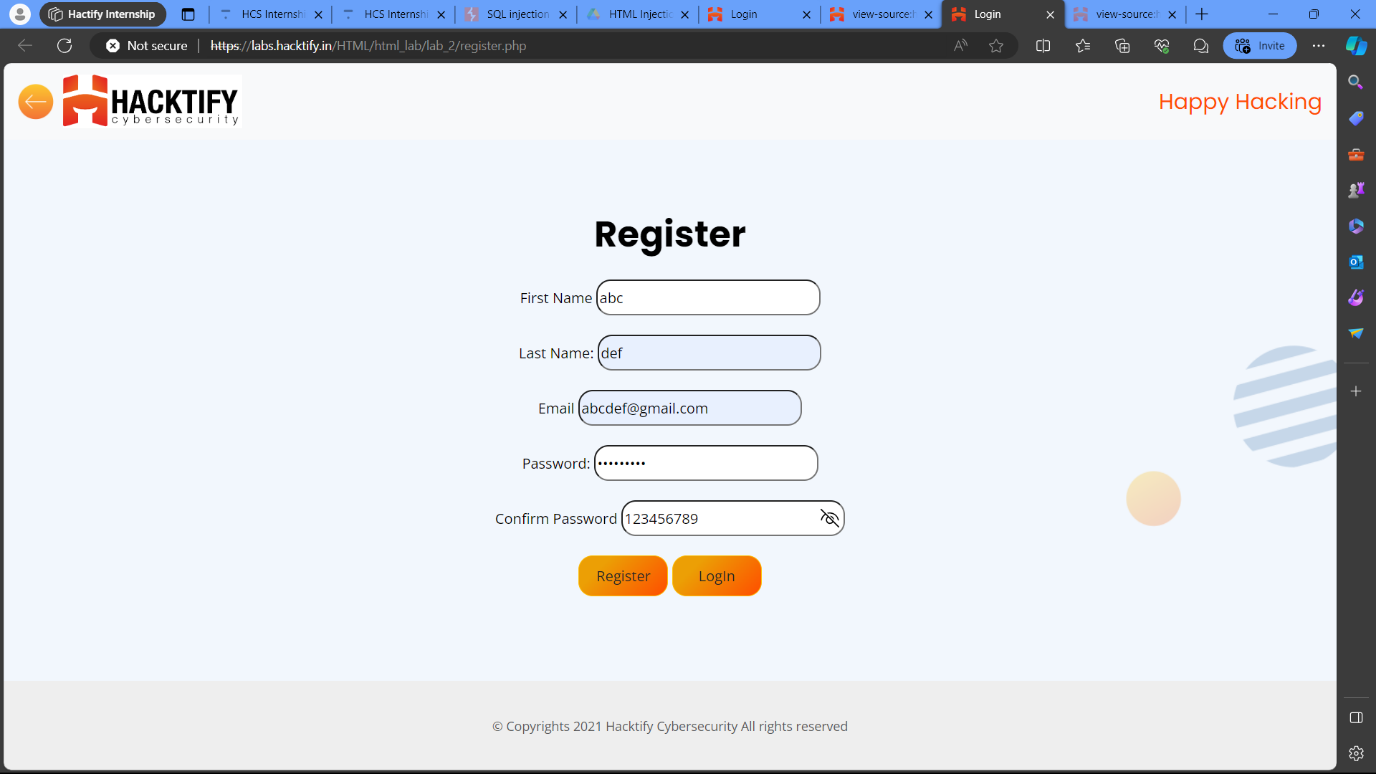 Hactify Internship
HCS Internshi
HCS Internshi
SQL injection
HTML Injectic
Login
view-source:h
Login
view-source:h
Not secure
https://labs.hacktify.in/HTML/html_lab/lab_2/register.php
Invite
HACKTIFY
cybersecurity
Happy Hacking
Register
First Name abc
Last Name: def
Email abcdef@gmail.com
Password: •••••••••
Confirm Password 123456789
Register LogIn
© Copyrights 2021 Hacktify Cybersecurity All rights reserved